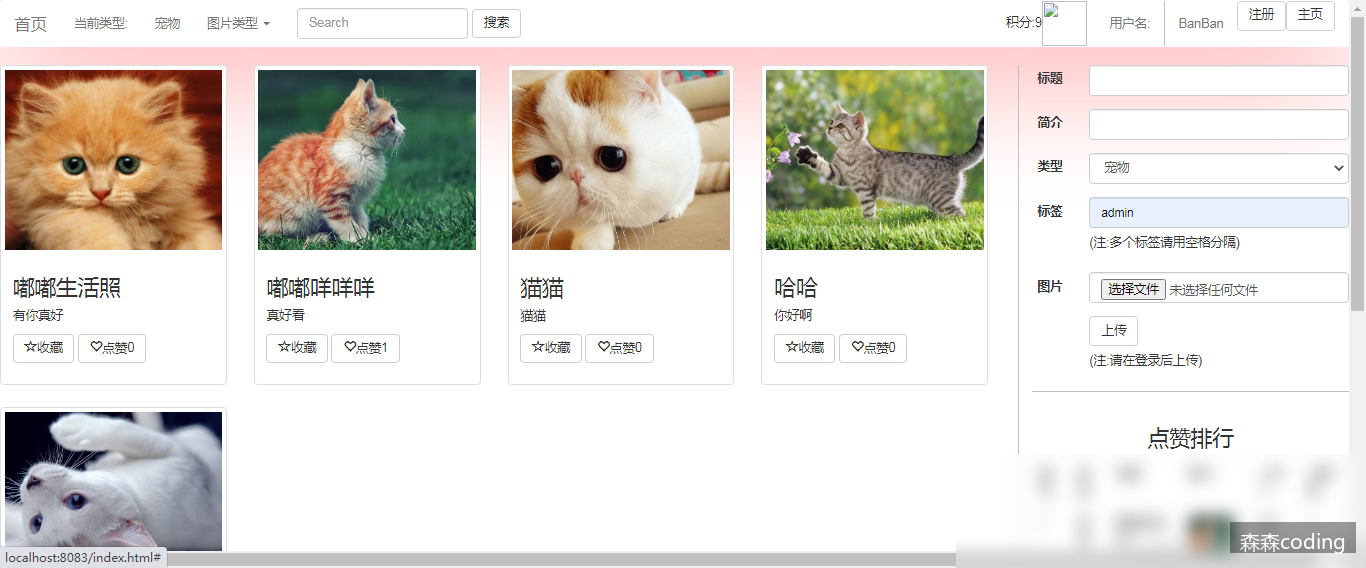 首页 当前类型: 宠物 图片类型 Search 搜索 积分:9 用户名: BanBan 注册 主页
标题
简介
类型 宠物
标签 admin
(注:多个标签请用空格分隔)
图片 选择文件 未选择任何文件
上传
(注:请在登录后上传)
点赞排行
嘟嘟生活照
有你真好
☆收藏 ♡点赞0
嘟嘟咩咩咩
真好看
☆收藏 ♡点赞1
猫猫
猫猫
☆收藏 ♡点赞0
哈哈
你好啊
☆收藏 ♡点赞0
localhost:8083/index.html#
森森coding